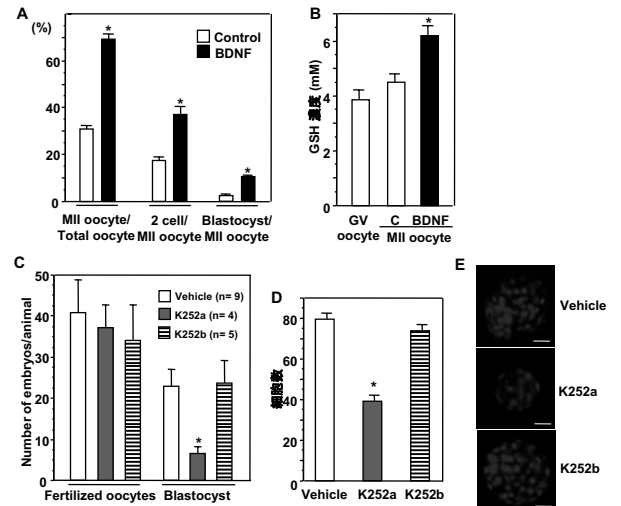 A
(%)
80
60
40
20
0
Control
BDNF
*
*
*
MII oocyte/
Total oocyte
2 cell/
MII oocyte
Blastocyst/
MII oocyte
B
GSH 濃度 (mM)
6
4
2
0
*
GV
oocyte
C BDNF
MII oocyte
C
Number of embryos/animal
50
40
30
20
10
0
Vehicle (n= 9)
K252a (n= 4)
K252b (n= 5)
*
Fertilized oocytes
Blastocyst
D
細胞数
80
60
40
20
0
*
Vehicle
K252a
K252b
E
Vehicle
K252a
K252b